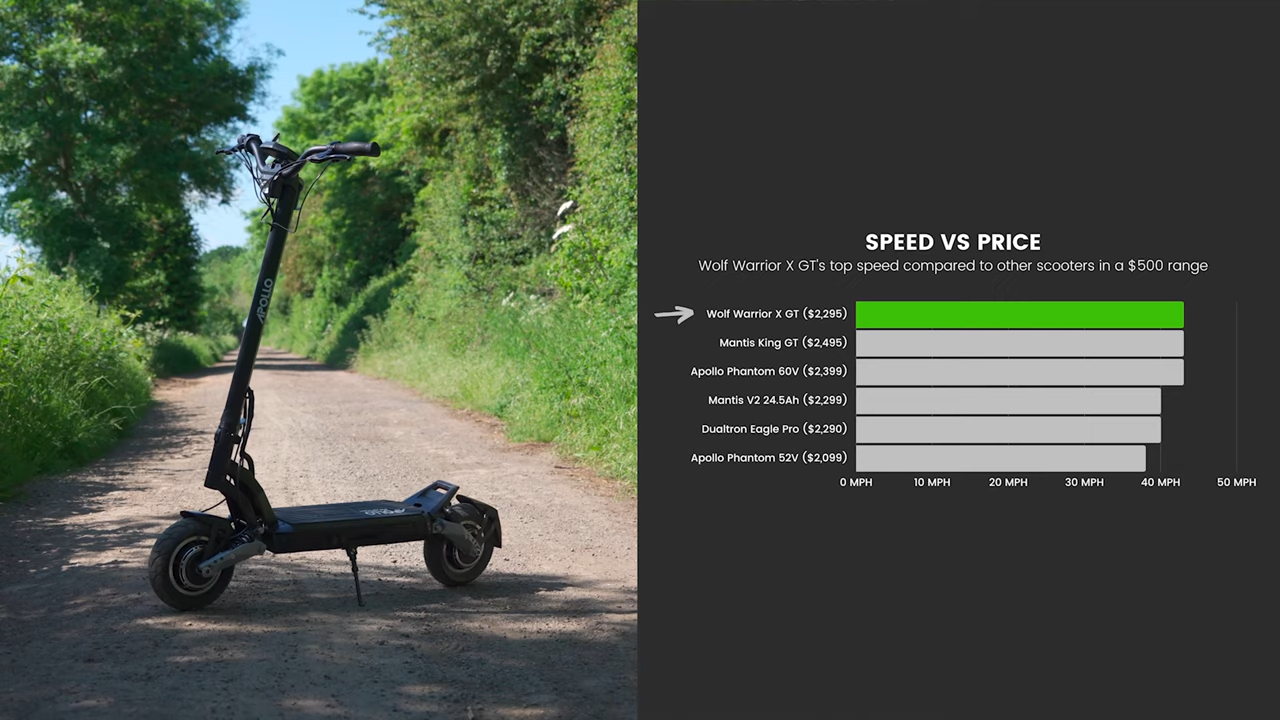 APOLLO
APOLLO
SPEED VS PRICE
Wolf Warrior X GT's top speed compared to other scooters in a $500 range
Wolf Warrior X GT ($2,295)
Mantis King GT ($2,495)
Apollo Phantom 60V ($2,399)
Mantis V2 24.5Ah ($2,299)
Dualtron Eagle Pro ($2,290)
Apollo Phantom 52V ($2,099)
0 MPH 10 MPH 20 MPH 30 MPH 40 MPH 50 MPH